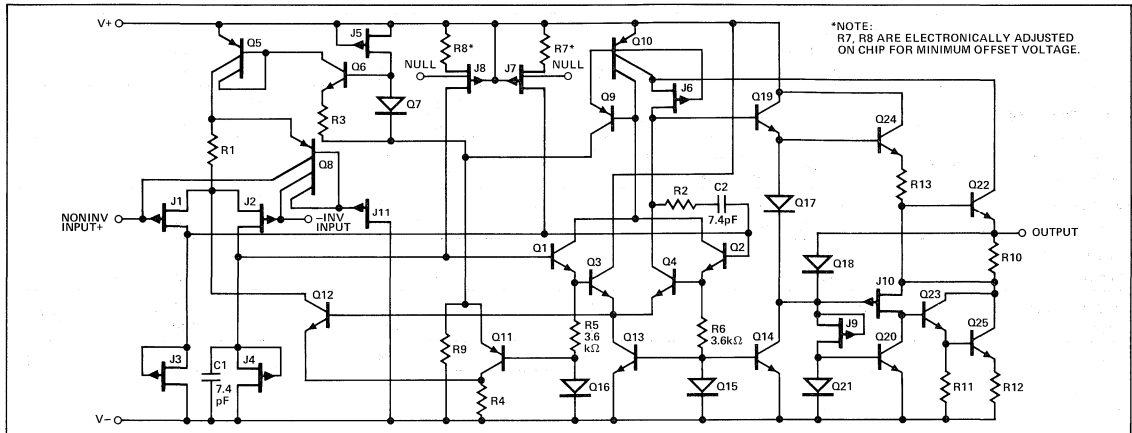 V+
*NOTE:
R7, R8 ARE ELECTRONICALLY ADJUSTED
ON CHIP FOR MINIMUM OFFSET VOLTAGE.
Q5
J5
R8*
R7*
Q10
Q6
NULL
J8
J7
NULL
J6
Q7
Q9
Q19
Q24
R3
R1
Q8
R13
Q22
R2
C2
7.4pF
NONINV
INPUT+
J1
J2
–INV
INPUT
J11
Q17
OUTPUT
Q1
Q2
Q18
R10
Q3
Q4
J10
Q23
Q12
R5
3.6
kΩ
R6
3.6kΩ
J9
Q25
J3
C1
7.4
pF
J4
R9
Q11
Q13
Q14
Q20
R4
Q16
Q15
Q21
R11
R12
V–